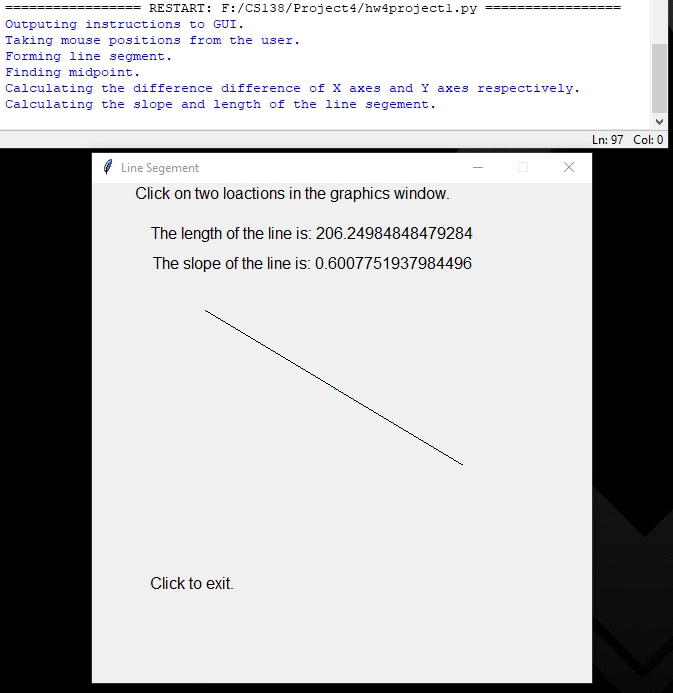 ================= RESTART: F:/CS138/Project4/hw4project1.py =================
Outputing instructions to GUI.
Taking mouse positions from the user.
Forming line segment.
Finding midpoint.
Calculating the difference difference of X axes and Y axes respectively.
Calculating the slope and length of the line segement.
Ln: 97 Col: 0
Line Segement
Click on two loactions in the graphics window.
The length of the line is: 206.24984848479284
The slope of the line is: 0.6007751937984496
Click to exit.